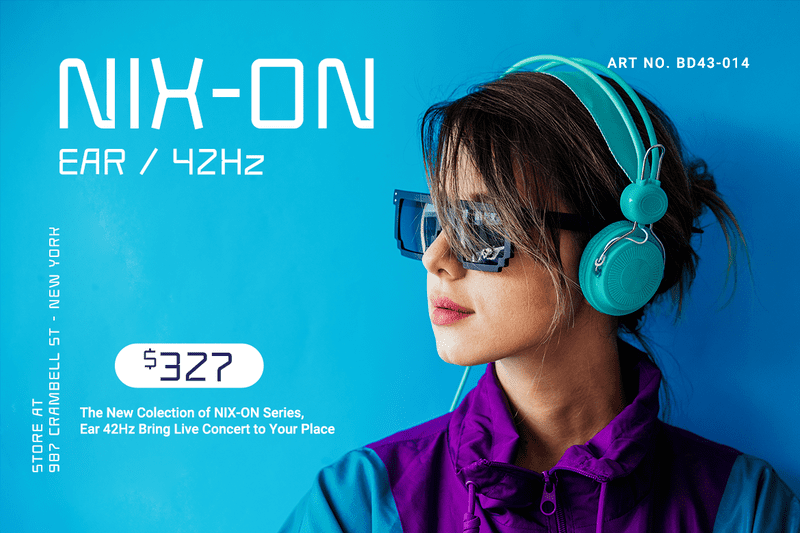 NIX-ON
EAR / 42Hz
ART NO. BD43-014
STORE AT
987 CRAMBELL ST - NEW YORK
$327
The New Colection of NIX-ON Series,
Ear 42Hz Bring Live Concert to Your Place